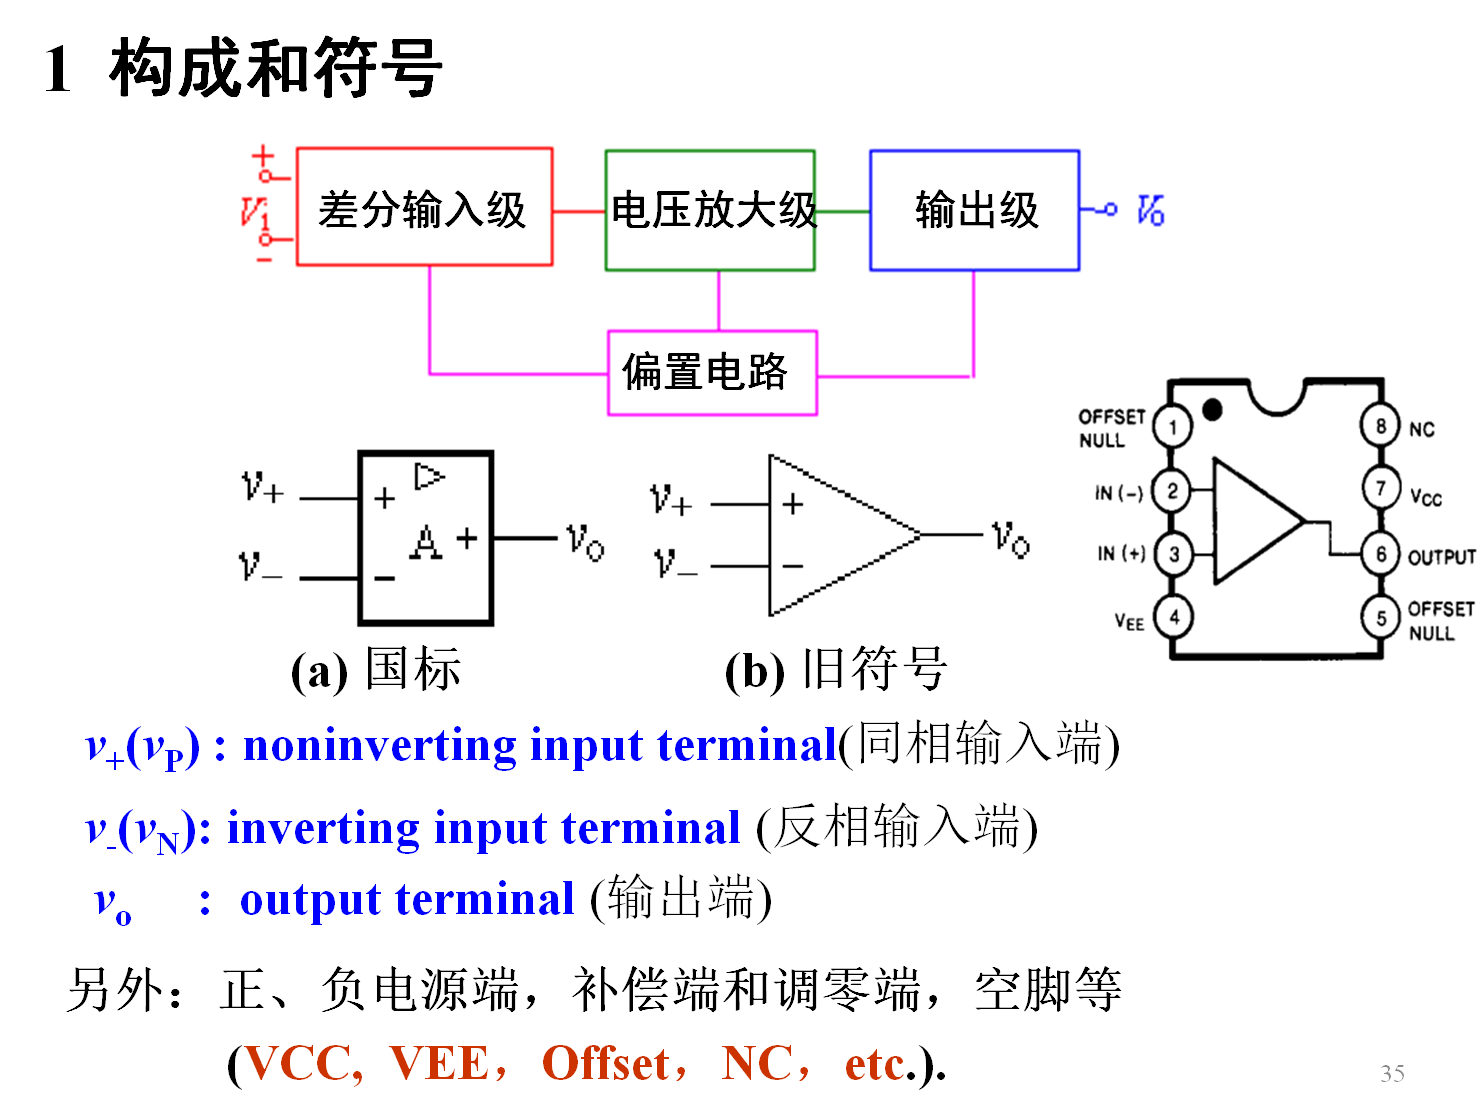 1 构成和符号
+
差分输入级 电压放大级 输出级
Vi Vo
-
偏置电路
v+ + A + vo
v− −
v+ + vo
v− −
OFFSET NULL 1 8 NC
IN (−) 2 7 VCC
IN (+) 3 6 OUTPUT
VEE 4 5 OFFSET NULL
(a) 国标 (b) 旧符号
v+(vP) : noninverting input terminal(同相输入端)
v-(vN): inverting input terminal (反相输入端)
vo : output terminal (输出端)
另外：正、负电源端，补偿端和调零端，空脚等
(VCC, VEE，Offset，NC，etc.).
35